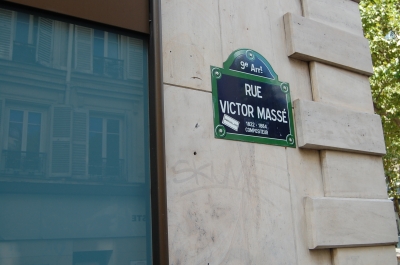 9e Arrt
RUE
VICTOR MASSÉ
1822 - 1884
COMPOSITEUR